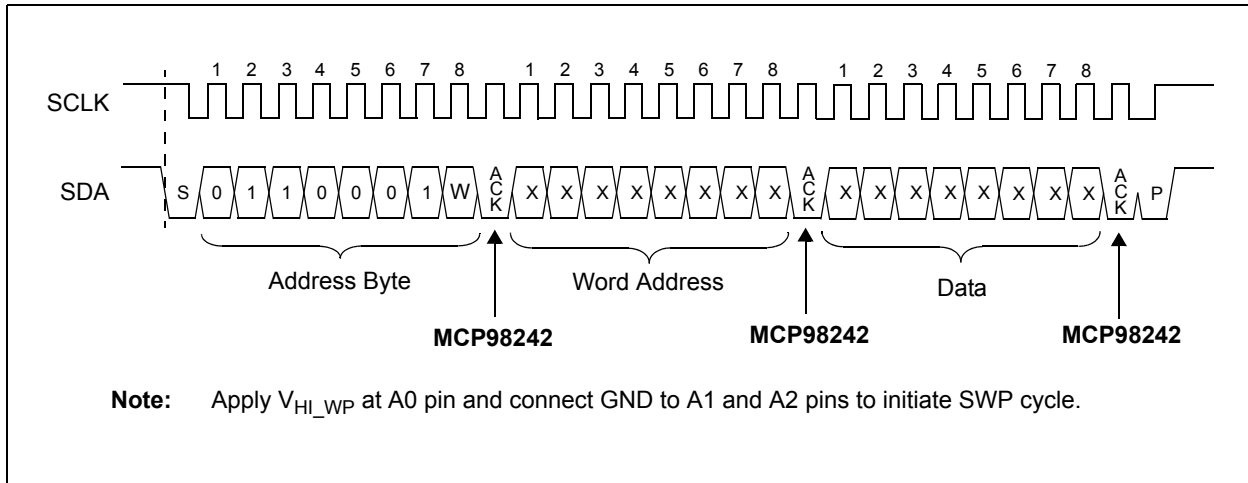 1 2 3 4 5 6 7 8 1 2 3 4 5 6 7 8 1 2 3 4 5 6 7 8
SCLK
SDA S 0 1 1 0 0 0 1 W ACK X X X X X X X X ACK X X X X X X X X ACK P
Address Byte Word Address Data
MCP98242 MCP98242 MCP98242
Note: Apply VHI_WP at A0 pin and connect GND to A1 and A2 pins to initiate SWP cycle.